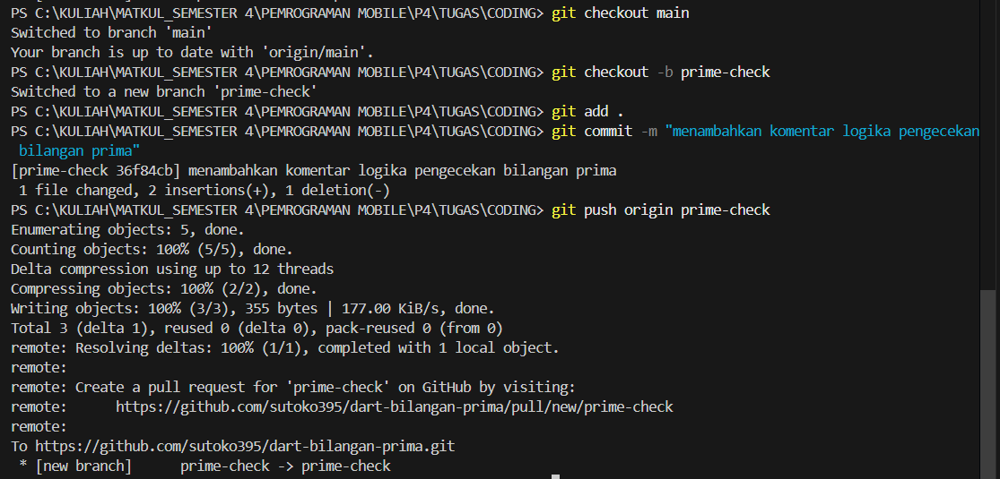 PS C:\KULIAH\MATKUL_SEMESTER 4\PEMROGRAMAN MOBILE\P4\TUGAS\CODING> git checkout main
Switched to branch 'main'
Your branch is up to date with 'origin/main'.
PS C:\KULIAH\MATKUL_SEMESTER 4\PEMROGRAMAN MOBILE\P4\TUGAS\CODING> git checkout -b prime-check
Switched to a new branch 'prime-check'
PS C:\KULIAH\MATKUL_SEMESTER 4\PEMROGRAMAN MOBILE\P4\TUGAS\CODING> git add .
PS C:\KULIAH\MATKUL_SEMESTER 4\PEMROGRAMAN MOBILE\P4\TUGAS\CODING> git commit -m "menambahkan komentar logika pengecekan
bilangan prima"
[prime-check 36f84cb] menambahkan komentar logika pengecekan bilangan prima
1 file changed, 2 insertions(+), 1 deletion(-)
PS C:\KULIAH\MATKUL_SEMESTER 4\PEMROGRAMAN MOBILE\P4\TUGAS\CODING> git push origin prime-check
Enumerating objects: 5, done.
Counting objects: 100% (5/5), done.
Delta compression using up to 12 threads
Compressing objects: 100% (2/2), done.
Writing objects: 100% (3/3), 355 bytes | 177.00 KiB/s, done.
Total 3 (delta 1), reused 0 (delta 0), pack-reused 0 (from 0)
remote: Resolving deltas: 100% (1/1), completed with 1 local object.
remote:
remote: Create a pull request for 'prime-check' on GitHub by visiting:
remote:      https://github.com/sutoko395/dart-bilangan-prima/pull/new/prime-check
remote:
To https://github.com/sutoko395/dart-bilangan-prima.git
* [new branch]      prime-check -> prime-check